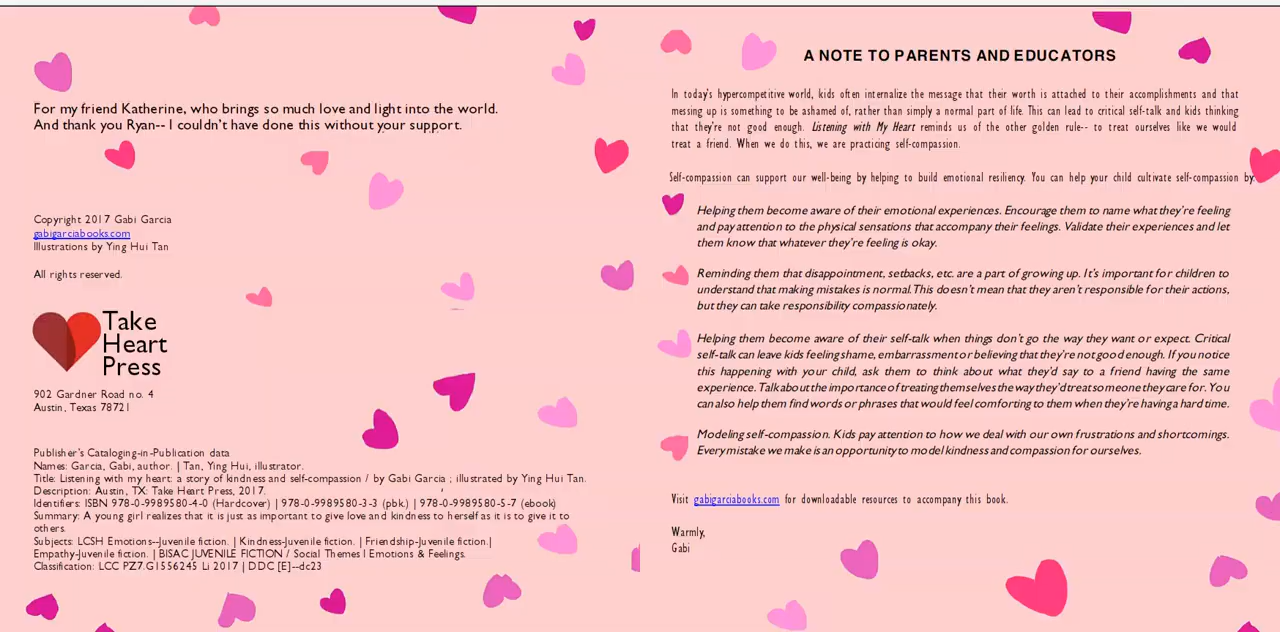 For my friend Katherine, who brings so much love and light into the world.
And thank you Ryan-- I couldn't have done this without your support.
Copyright 2017 Gabi Garcia
gabigarciabooks.com
Illustrations by Ying Hui Tan
All rights reserved.
Take
Heart
Press
902 Gardner Road no. 4
Austin, Texas 78721
Publisher's Cataloging-in-Publication data
Names: Garcia, Gabi, author. | Tan, Ying Hui, illustrator.
Title: Listening with my heart: a story of kindness and self-compassion / by Gabi Garcia ; illustrated by Ying Hui Tan.
Description: Austin, TX: Take Heart Press, 2017.
Identifiers: ISBN 978-0-9989580-4-0 (Hardcover) | 978-0-9989580-3-3 (pbk.) | 978-0-9989580-5-7 (ebook)
Summary: A young girl realizes that it is just as important to give love and kindness to herself as it is to give it to
others.
Subjects: LCSH Emotions--Juvenile fiction. | Kindness-Juvenile fiction. | Friendship-Juvenile fiction.|
Empathy-Juvenile fiction. | BISAC JUVENILE FICTION / Social Themes l Emotions & Feelings.
Classification: LCC PZ7.G1556245 Li 2017 | DDC [E]--dc23
A NOTE TO PARENTS AND EDUCATORS
In today's hypercompetitive world, kids often internalize the message that their worth is attached to their accomplishments and that
messing up is something to be ashamed of, rather than simply a normal part of life. This can lead to critical self-talk and kids thinking
that they're not good enough. Listening with My Heart reminds us of the other golden rule-- to treat ourselves like we would
treat a friend. When we do this, we are practicing self-compassion.
Self-compassion can support our well-being by helping to build emotional resiliency. You can help your child cultivate self-compassion by:
Helping them become aware of their emotional experiences. Encourage them to name what they're feeling
and pay attention to the physical sensations that accompany their feelings. Validate their experiences and let
them know that whatever they're feeling is okay.
Reminding them that disappointment, setbacks, etc. are a part of growing up. It's important for children to
understand that making mistakes is normal. This doesn't mean that they aren't responsible for their actions,
but they can take responsibility compassionately.
Helping them become aware of their self-talk when things don't go the way they want or expect. Critical
self-talk can leave kids feeling shame, embarrassment or believing that they're not good enough. If you notice
this happening with your child, ask them to think about what they'd say to a friend having the same
experience. Talk about the importance of treating themselves the way they'd treat someone they care for. You
can also help them find words or phrases that would feel comforting to them when they're having a hard time.
Modeling self-compassion. Kids pay attention to how we deal with our own frustrations and shortcomings.
Every mistake we make is an opportunity to model kindness and compassion for ourselves.
Visit gabigarciabooks.com for downloadable resources to accompany this book.
Warmly,
Gabi